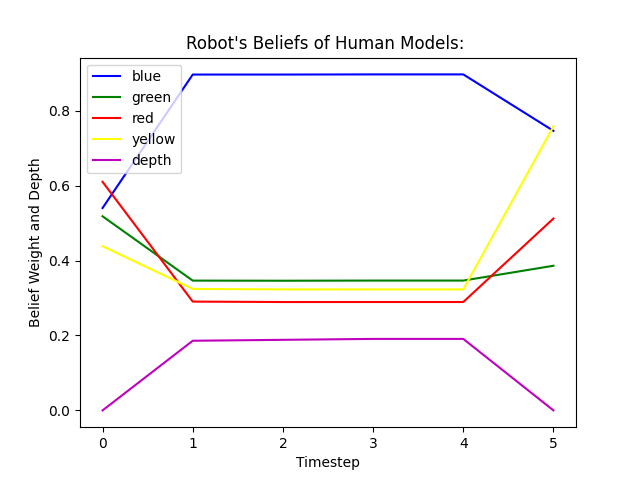 Robot's Beliefs of Human Models:
blue
green
red
yellow
depth
Belief Weight and Depth
0.8
0.6
0.4
0.2
0.0
0 1 2 3 4 5
Timestep